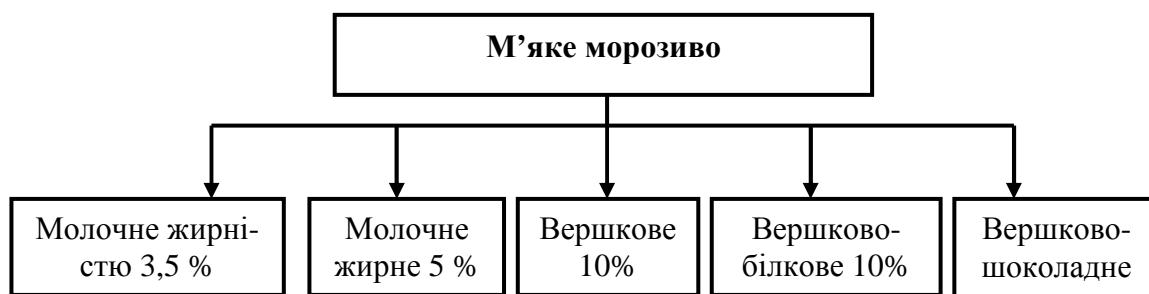 М’яке морозиво
Молочне жирні-
стю 3,5 %
Молочне
жирне 5 %
Вершкове
10%
Вершково-
білкове 10%
Вершково-
шоколадне